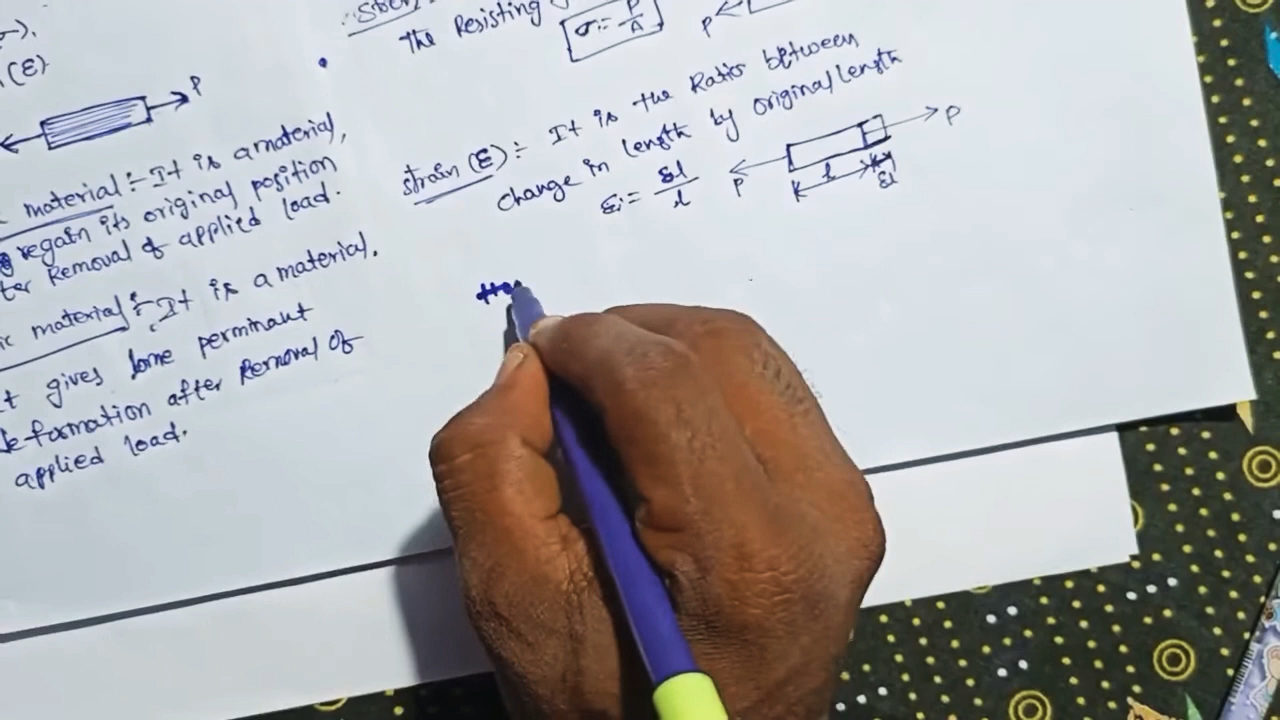 (ε)
P
material :- It is a material,
regain its original position
ter Removal of applied load.
ic material :- It is a material.
It gives some perminant
deformation after Removal of
applied load.
The Resisting
σ = P/A
P
strain (ε) :- It is the Ratio between
change in length by original length
ε = δl/l
P
P
l
δl